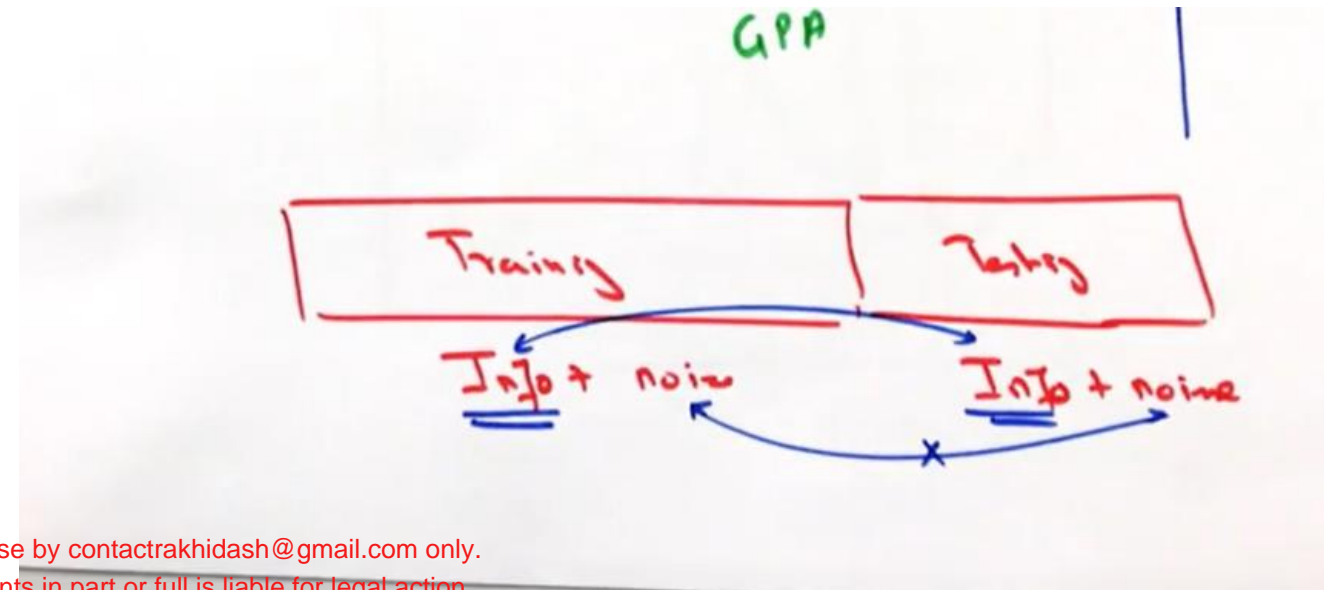 GPA
Training Testing
Info + noise Info + noise
x
se by contactrakhidash@gmail.com only.
nts in part or full is liable for legal action.